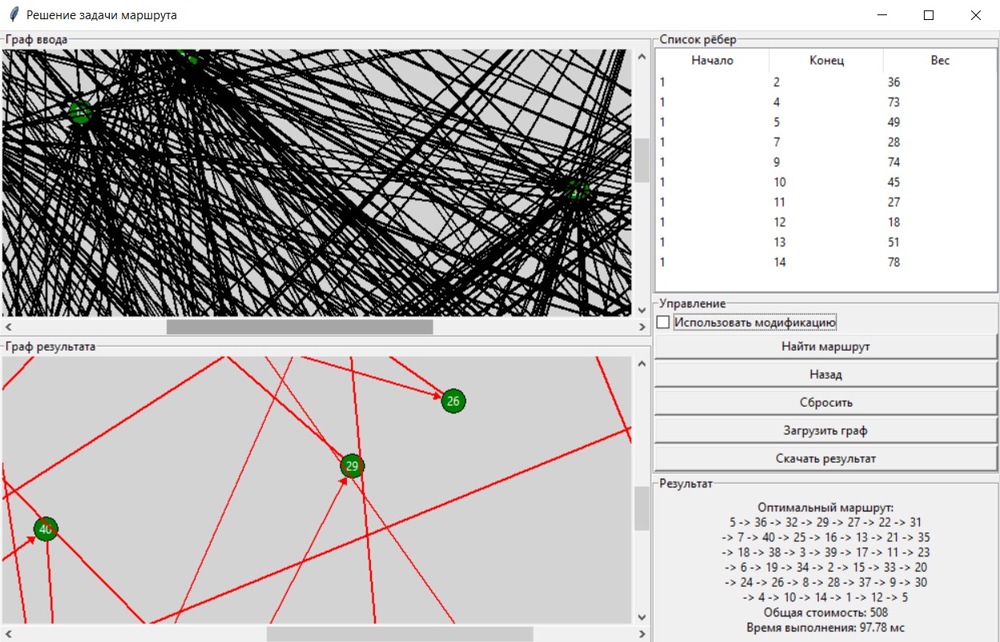 Решение задачи маршрута
Граф ввода
Список рёбер
Начало Конец Вес
1 2 36
1 4 73
1 5 49
1 7 28
1 9 74
1 10 45
1 11 27
1 12 18
1 13 51
1 14 78
Управление
Использовать модификацию
Найти маршрут
Назад
Сбросить
Загрузить граф
Скачать результат
Граф результата
26
29
40
Результат
Оптимальный маршрут:
5 -> 36 -> 32 -> 29 -> 27 -> 22 -> 31
-> 7 -> 40 -> 25 -> 16 -> 13 -> 21 -> 35
-> 18 -> 38 -> 3 -> 39 -> 17 -> 11 -> 23
-> 6 -> 19 -> 34 -> 2 -> 15 -> 33 -> 20
-> 24 -> 26 -> 8 -> 28 -> 37 -> 9 -> 30
-> 4 -> 10 -> 14 -> 1 -> 12 -> 5
Общая стоимость: 508
Время выполнения: 97.78 мс